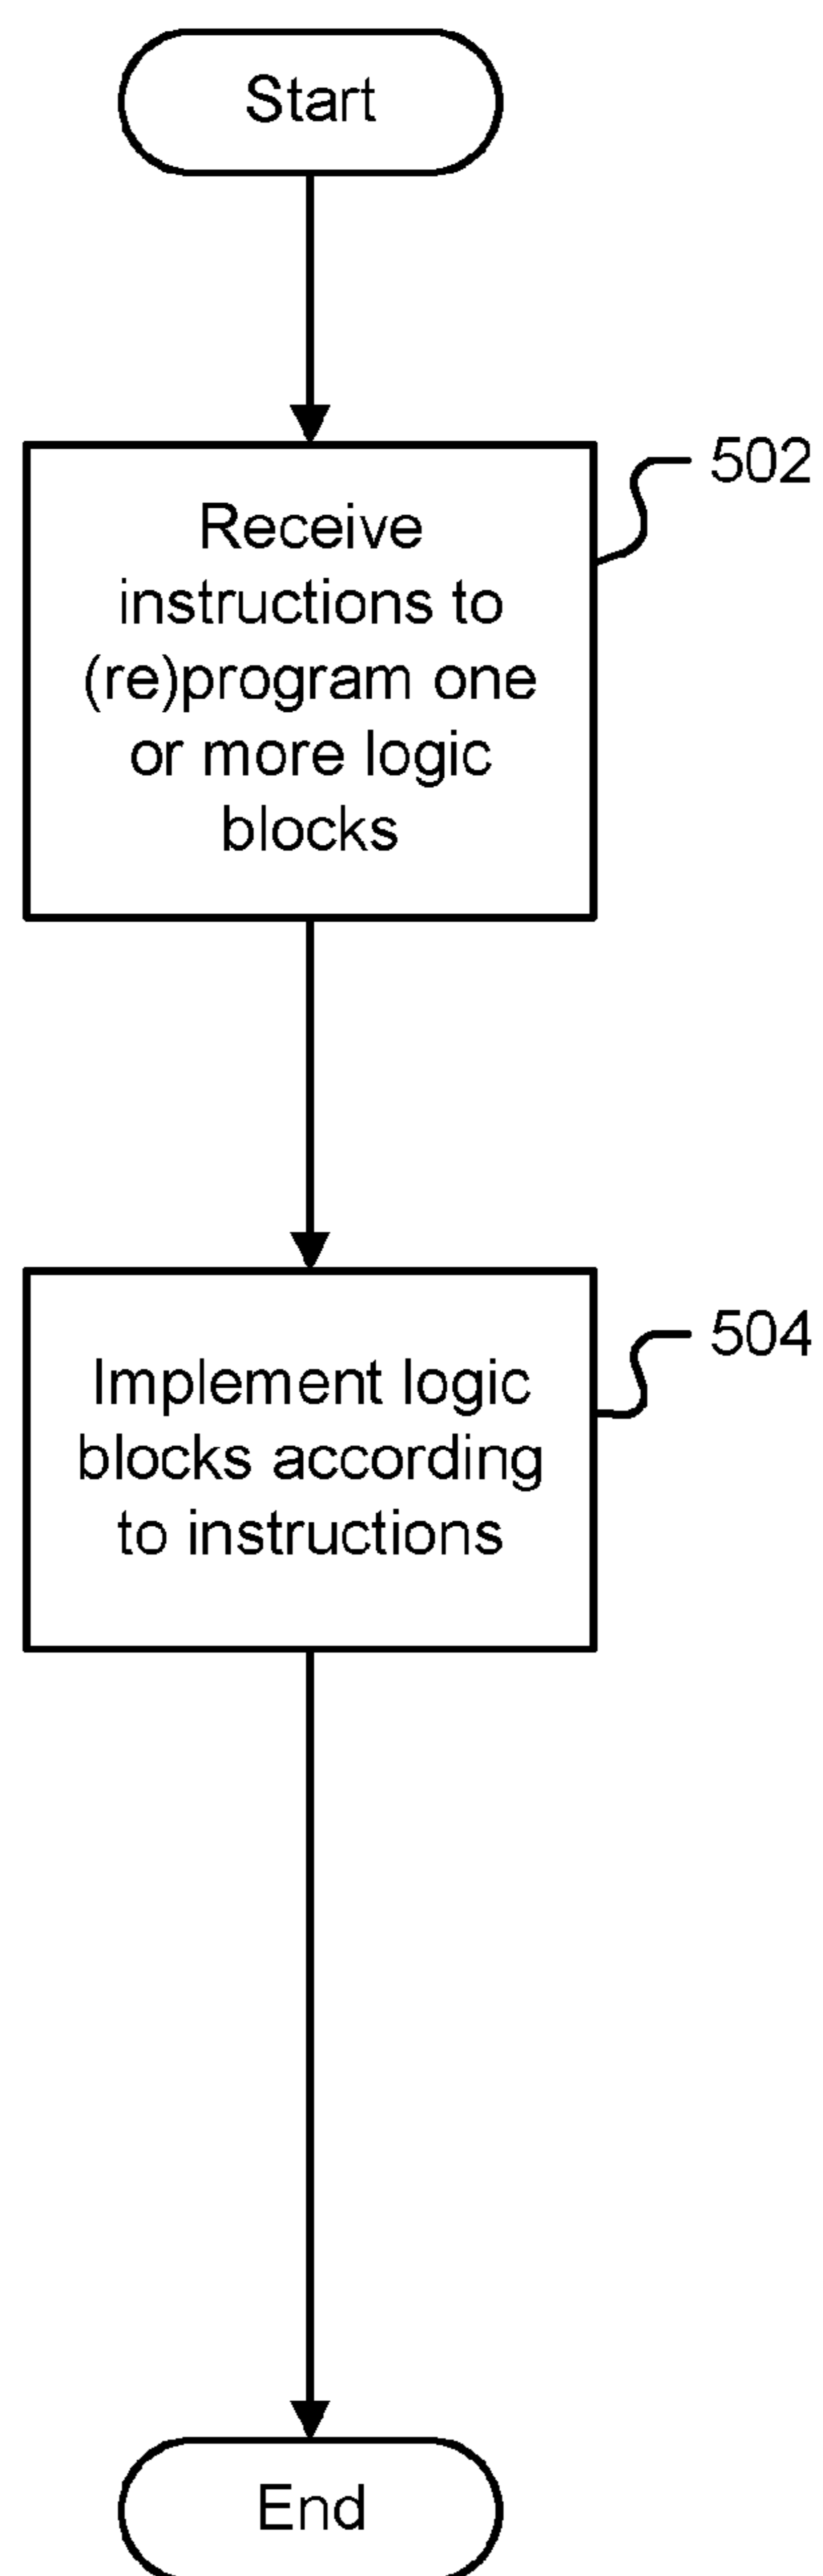 Start
502
Receive
instructions to
(re)program one
or more logic
blocks
504
Implement logic
blocks according
to instructions
End